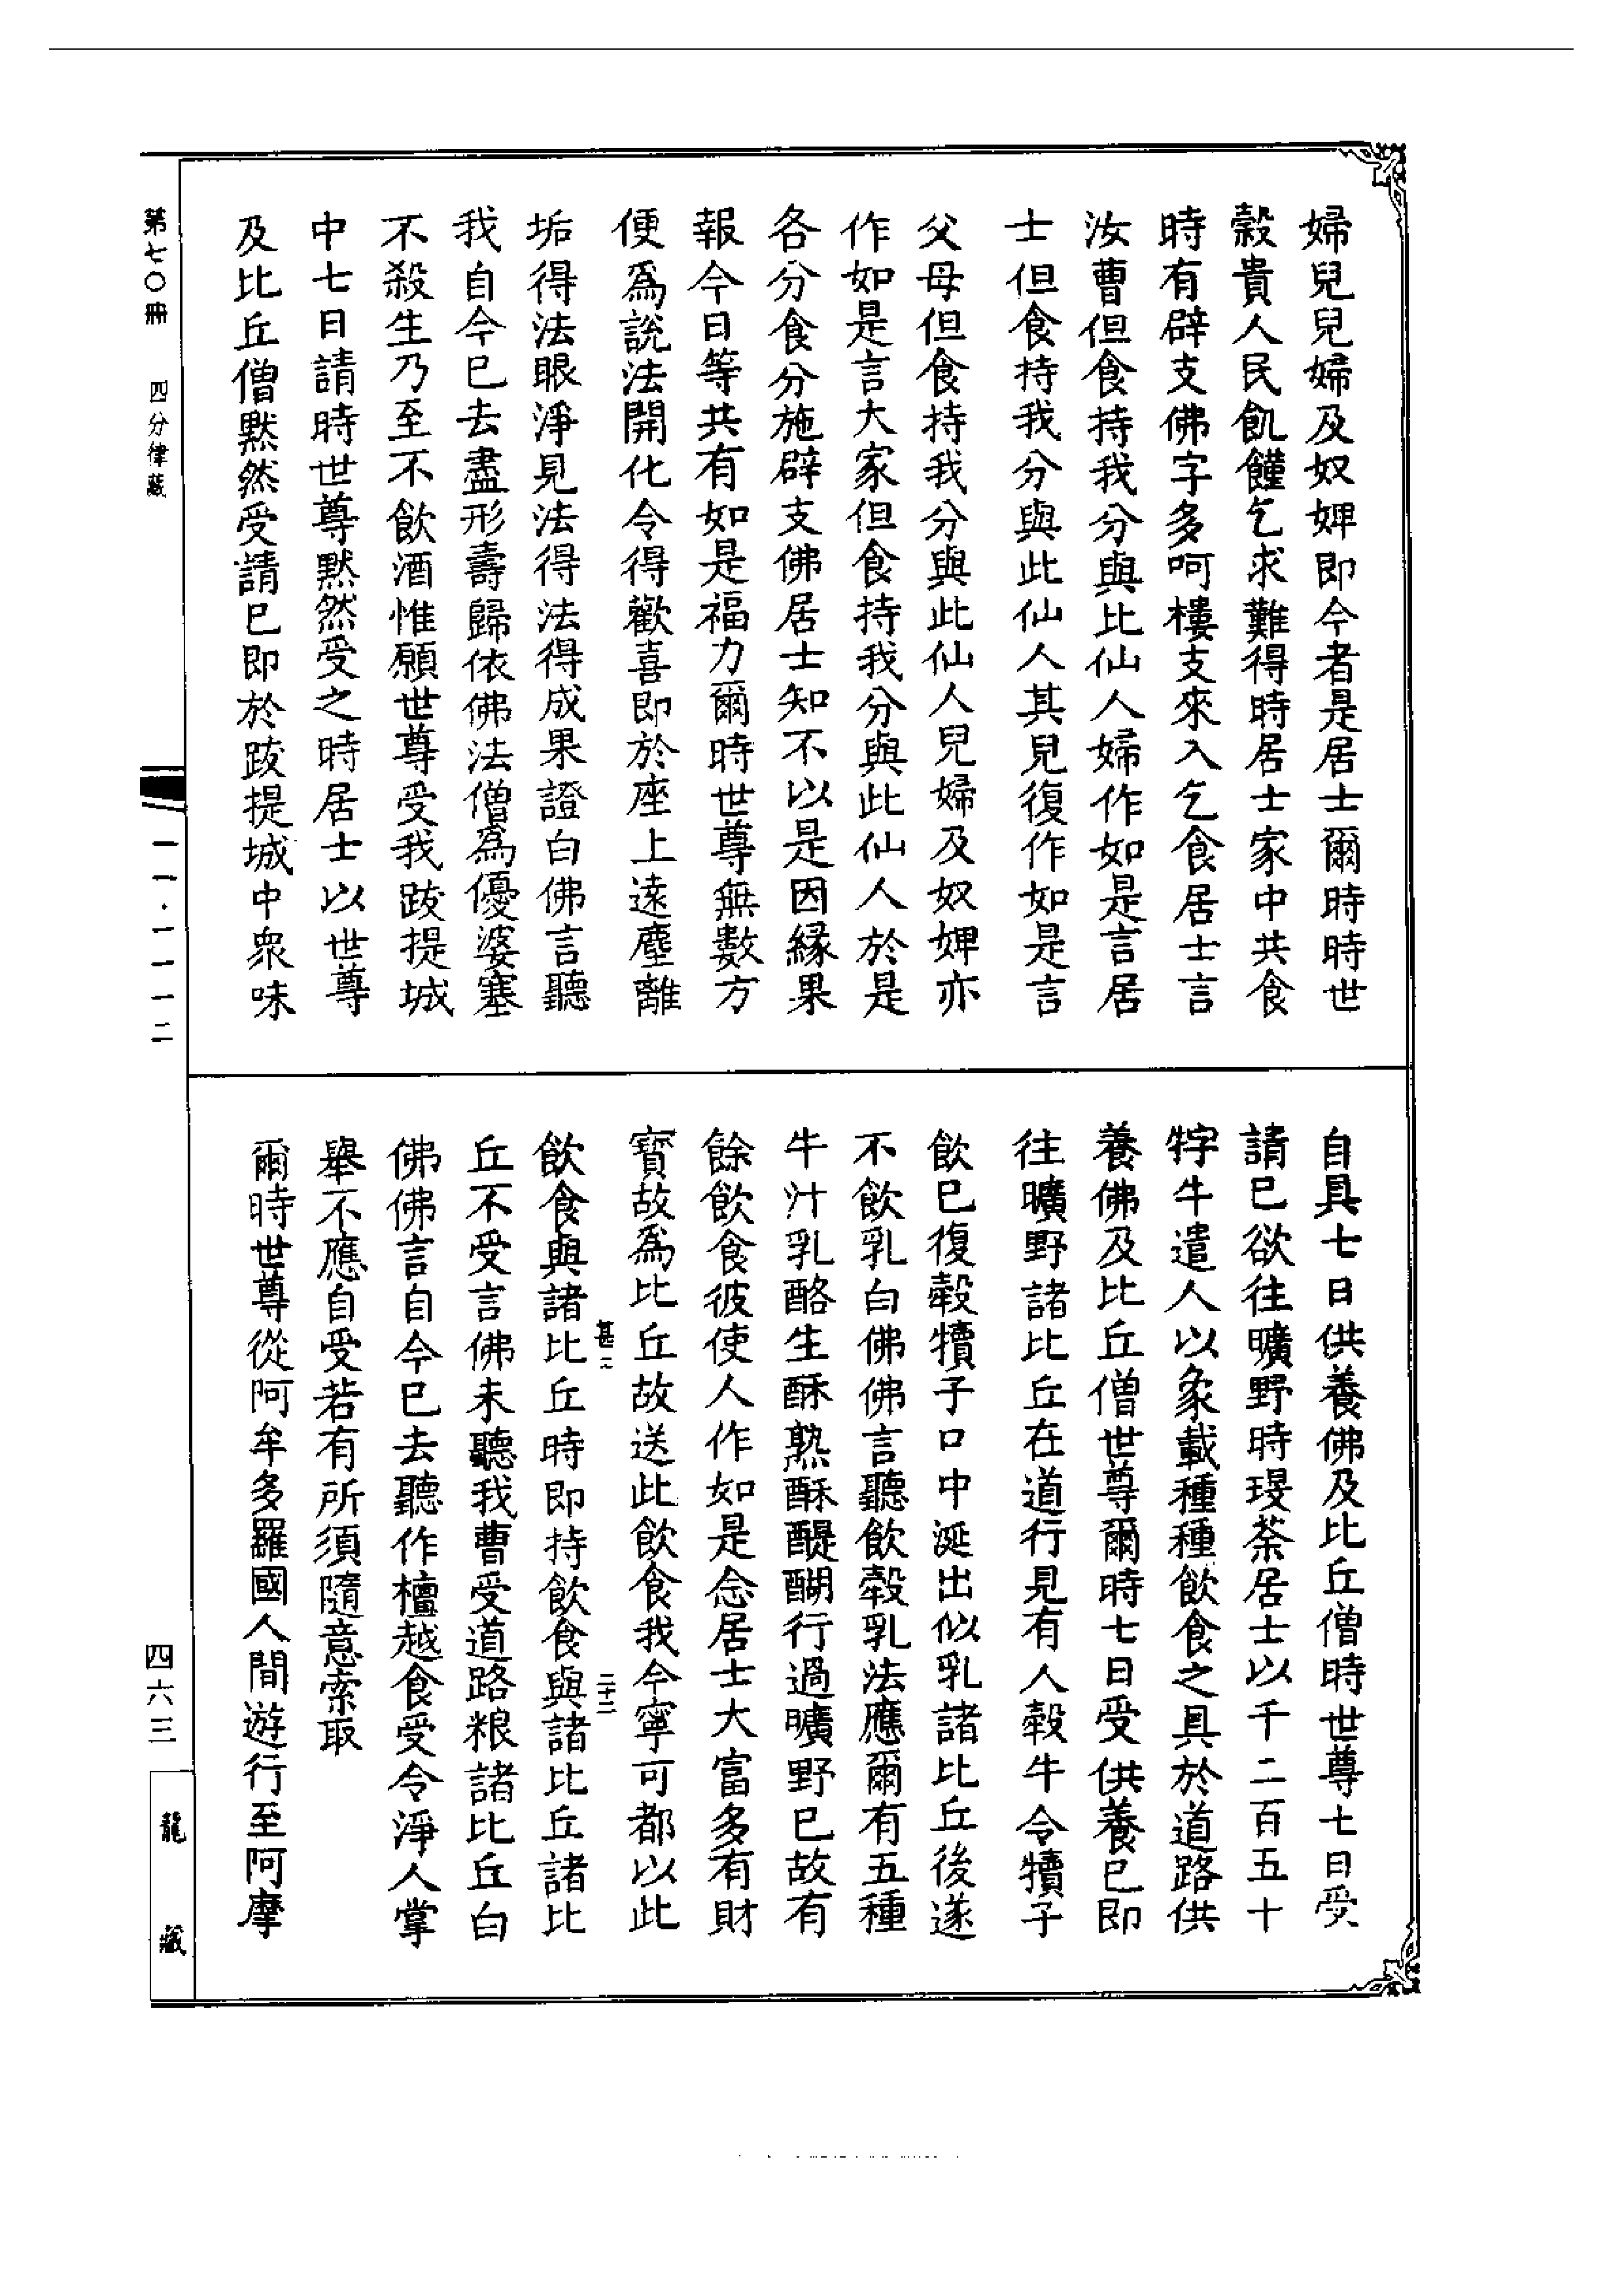 婦兒兒婦及奴婢即今者是居士爾時時世
穀貴人民飢饉乞求難得時居士家中共食
時有辟支佛字多呵樓支來入乞食居士言
汝曹但食持我分與比仙人婦作如是言居
士但食持我分與此仙人其兒復作如是言
父母但食持我分與此仙人兒婦及奴婢亦
作如是言大家但食持我分與此仙人於是
各分食分施辟支佛居士知不以是因緣果
報今日等共有如是福力爾時世尊無數方
便為說法開化令得歡喜即於座上遠塵離
垢得法眼淨見法得法得成果證白佛言聽
我自今已去盡形壽歸依佛法僧為優婆塞
不殺生乃至不飲酒惟願世尊受我跋提城
中七日請時世尊默然受之時居士以世尊
及比丘僧默然受請已即於跋提城中眾味
自具七日供養佛及比丘僧時世尊七日受
請已欲往曠野時琝荼居士以千二百五十
牸牛遣人以象載種種飲食之具於道路供
養佛及比丘僧世尊爾時七日受供養已即
往曠野諸比丘在道行見有人𤚲牛令犢子
飲已復𤚲犢子口中涎出似乳諸比丘後遂
不飲乳白佛佛言聽飲𤚲乳法應爾有五種
牛汁乳酪生酥熟酥醍醐行過曠野已故有
餘飲食彼使人作如是念居士大富多有財
寶故為比丘故送此飲食我今寧可都以此
飲食與諸比丘時即持飲食與諸比丘諸比
丘不受言佛未聽我曹受道路粮諸比丘白
佛佛言自今已去聽作檀越食受令淨人掌
舉不應自受若有所須隨意索取
爾時世尊從阿牟多羅國人間遊行至阿摩
甚二
二十二
第七〇冊 四分律藏
一一·一一一二
四六三
龍藏